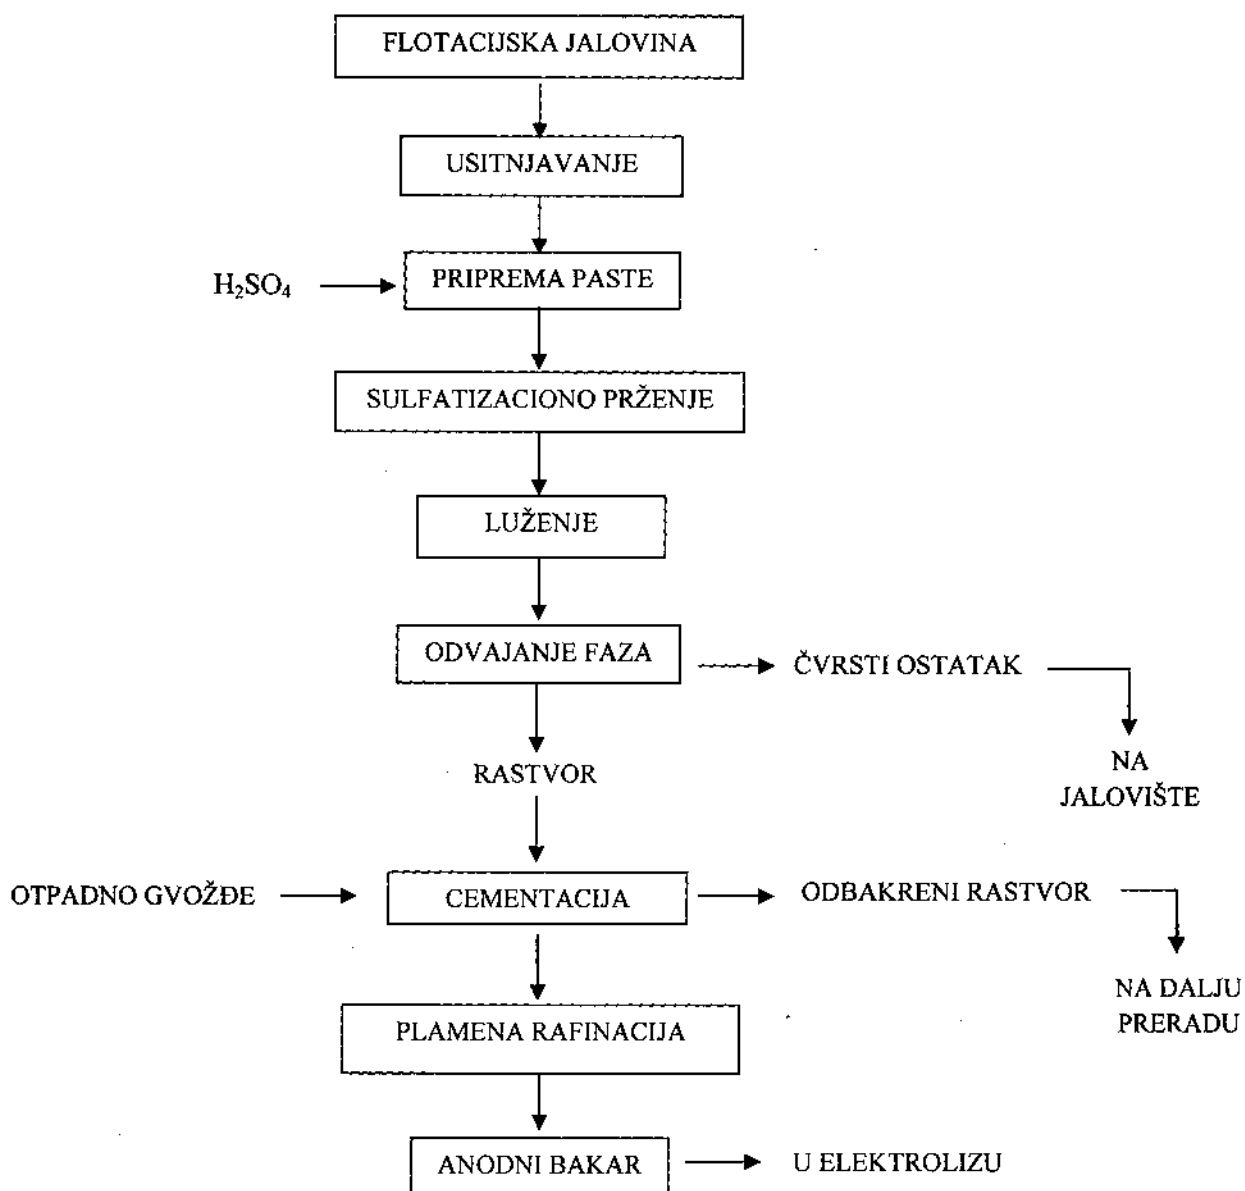 FLOTACIJSKA JALOVINA
USITNJAVANJE
H₂SO₄
PRIPREMA PASTE
SULFATIZACIONO PRŽENJE
LUŽENJE
ODVAJANJE FAZA
ČVRSTI OSTATAK
RASTVOR
NA
JALOVIŠTE
OTPADNO GVOŽĐE
CEMENTACIJA
ODBAKRENI RASTVOR
NA DALJU
PRERADU
PLAMENA RAFINACIJA
ANODNI BAKAR
U ELEKTROLIZU